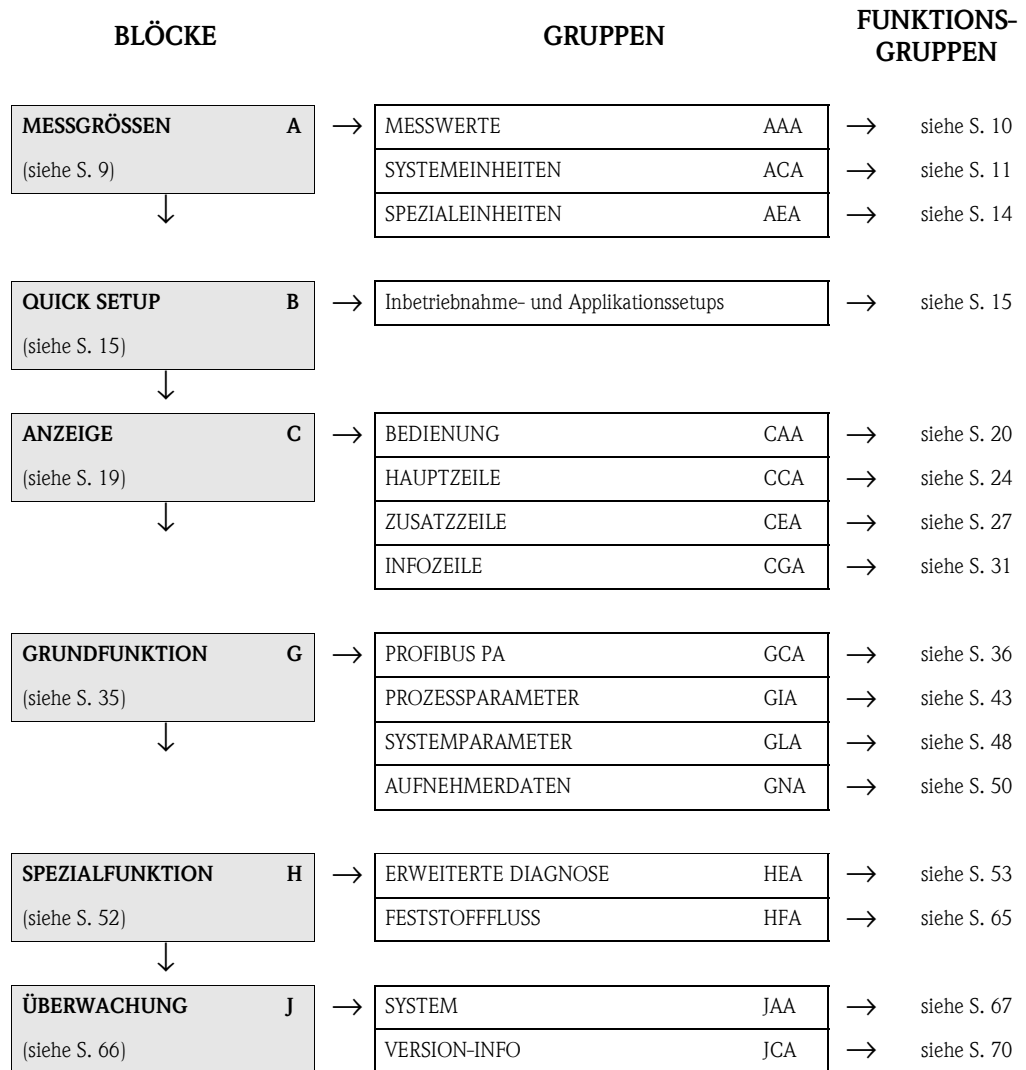 BLÖCKE GRUPPEN FUNKTIONS-
GRUPPEN
MESSGRÖSSEN A → MESSWERTE AAA → siehe S. 10
(siehe S. 9) SYSTEMEINHEITEN ACA → siehe S. 11
↓ SPEZIALEINHEITEN AEA → siehe S. 14
QUICK SETUP B → Inbetriebnahme- und Applikationssetups → siehe S. 15
(siehe S. 15)
↓
ANZEIGE C → BEDIENUNG CAA → siehe S. 20
(siehe S. 19) HAUPTZEILE CCA → siehe S. 24
↓ ZUSATZZEILE CEA → siehe S. 27
INFOZEILE CGA → siehe S. 31
GRUNDFUNKTION G → PROFIBUS PA GCA → siehe S. 36
(siehe S. 35) PROZESSPARAMETER GIA → siehe S. 43
↓ SYSTEMPARAMETER GLA → siehe S. 48
AUFNEHMERDATEN GNA → siehe S. 50
SPEZIALFUNKTION H → ERWEITERTE DIAGNOSE HEA → siehe S. 53
(siehe S. 52) FESTSTOFFFLUSS HFA → siehe S. 65
↓
ÜBERWACHUNG J → SYSTEM JAA → siehe S. 67
(siehe S. 66) VERSION-INFO JCA → siehe S. 70